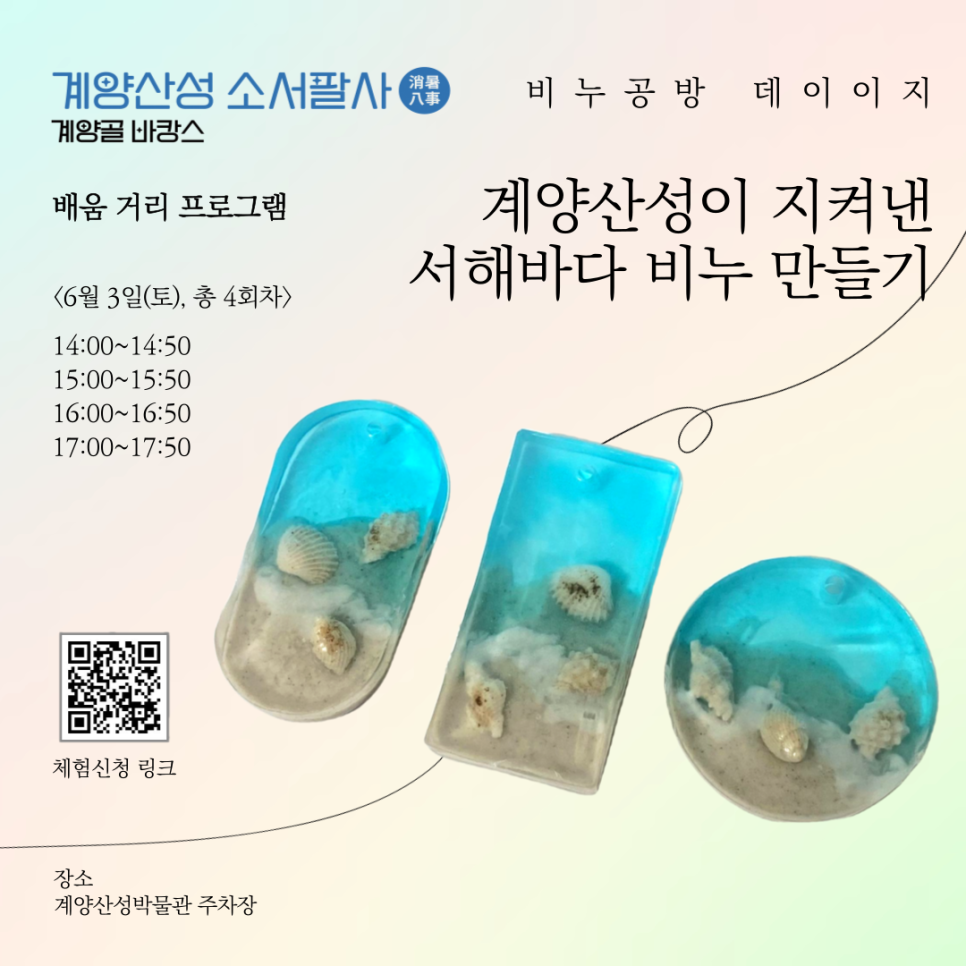 계양산성 소서팔사 消暑八事
계양골 바캉스
비누공방 데이이지
배움 거리 프로그램
계양산성이 지켜낸
서해바다 비누 만들기
<6월 3일(토), 총 4회차>
14:00~14:50
15:00~15:50
16:00~16:50
17:00~17:50
체험신청 링크
장소
계양산성박물관 주차장